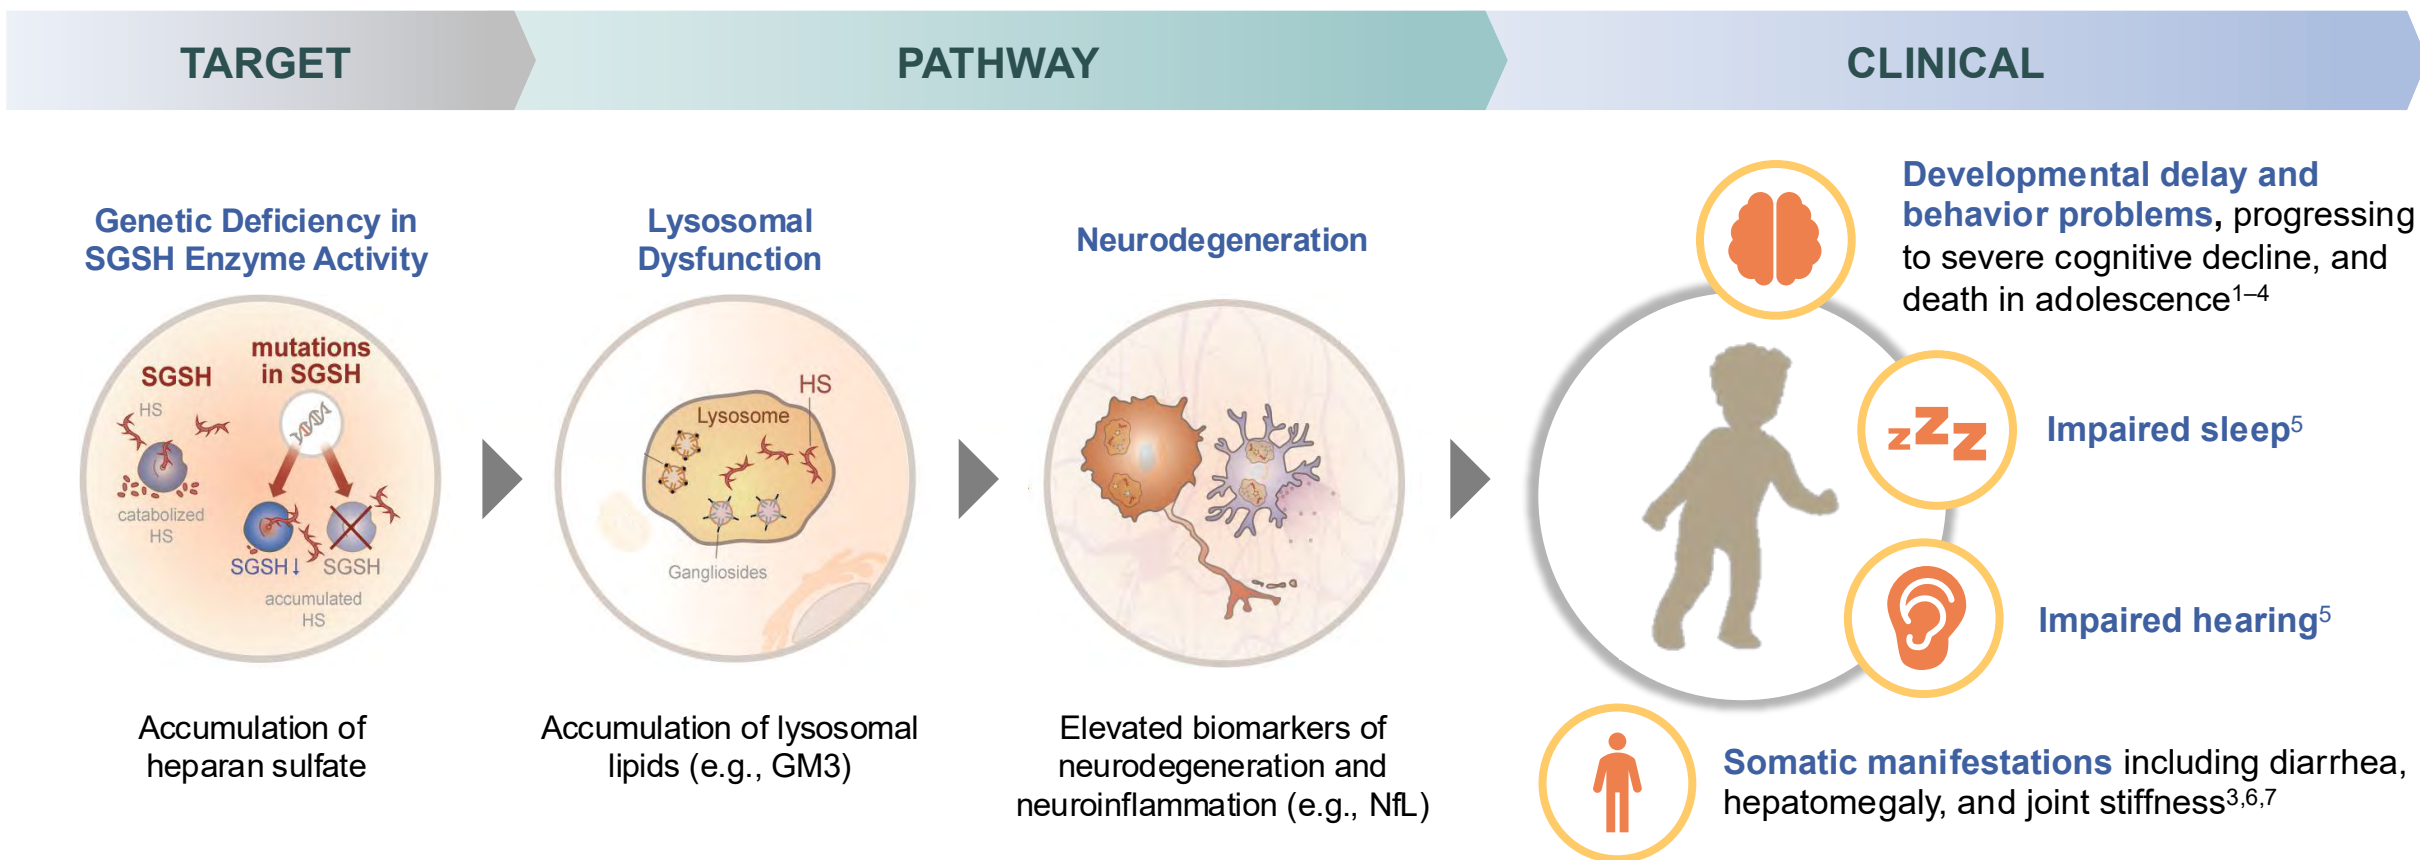 TARGET
PATHWAY
CLINICAL
Genetic Deficiency in
SGSH Enzyme Activity
SGSH
mutations
in SGSH
HS
catabolized
HS
SGSH↓
SGSH
accumulated
HS
Accumulation of
heparan sulfate
Lysosomal
Dysfunction
HS
Lysosome
Gangliosides
Accumulation of lysosomal
lipids (e.g., GM3)
Neurodegeneration
Elevated biomarkers of
neurodegeneration and
neuroinflammation (e.g., NfL)
Developmental delay and
behavior problems, progressing
to severe cognitive decline, and
death in adolescence¹⁻⁴
zZz
Impaired sleep⁵
Impaired hearing⁵
Somatic manifestations including diarrhea,
hepatomegaly, and joint stiffness³,⁶,⁷